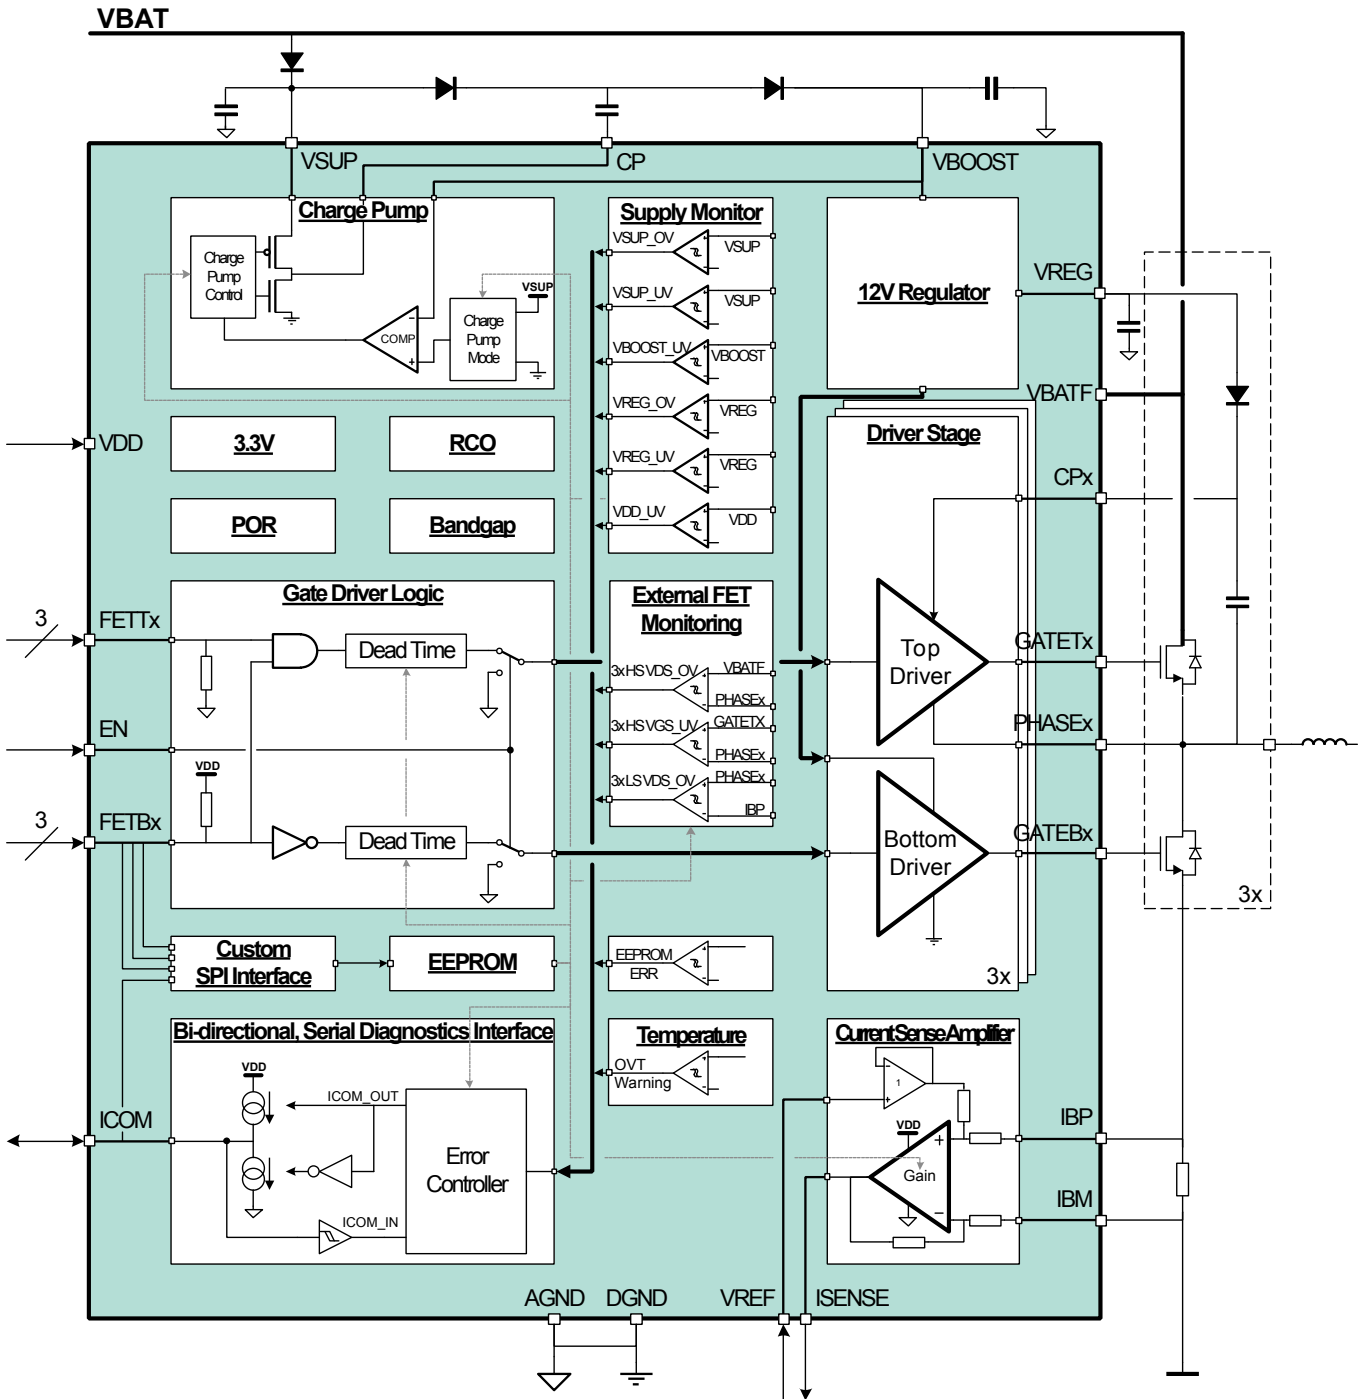 VBAT
VSUP
CP
VBOOST
Charge Pump
Charge
Pump
Control
COMP
VSUP
Charge
Pump
Mode
Supply Monitor
VSUP_OV
VSUP
VSUP_UV
VSUP
VBOOST_UV
VBOOST
VREG_OV
VREG
VREG_UV
VREG
VDD_UV
VDD
12V Regulator
VREG
VBATF
VDD
3.3V
RCO
POR
Bandgap
Driver Stage
CPx
Top
Driver
GATETx
PHASEx
Bottom
Driver
GATEBx
3x
3x
Gate Driver Logic
3
FETTx
Dead Time
EN
VDD
3
FETBx
Dead Time
External FET
Monitoring
3xHSVDS_OV
VBATF
PHASEx
3xHSVGS_UV
GATETX
PHASEx
3xLSVDS_OV
PHASEx
IBP
Custom
SPI Interface
EEPROM
EEPROM
ERR
Bi-directional, Serial Diagnostics Interface
VDD
ICOM_OUT
ICOM
ICOM_IN
Error
Controller
Temperature
OVT
Warning
Current Sense Amplifier
1
VDD
Gain
+
−
IBP
IBM
AGND
DGND
VREF
ISENSE